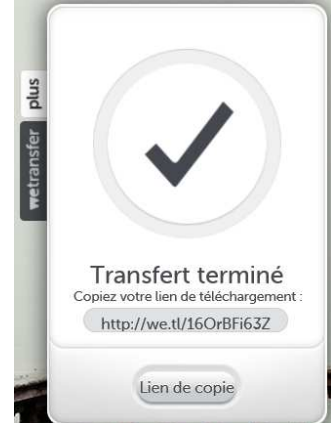 plus
wetransfer
Transfert terminé
Copiez votre lien de téléchargement :
http://we.tl/16OrBFi63Z
Lien de copie